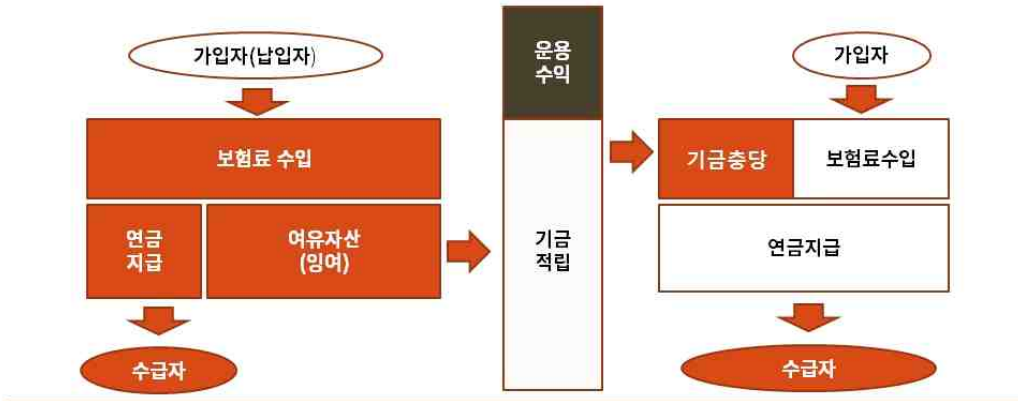 가입자(납입자)
보험료 수입
연금
지급
여유자산
(잉여)
수급자
운용
수익
기금
적립
가입자
기금충당
보험료수입
연금지급
수급자